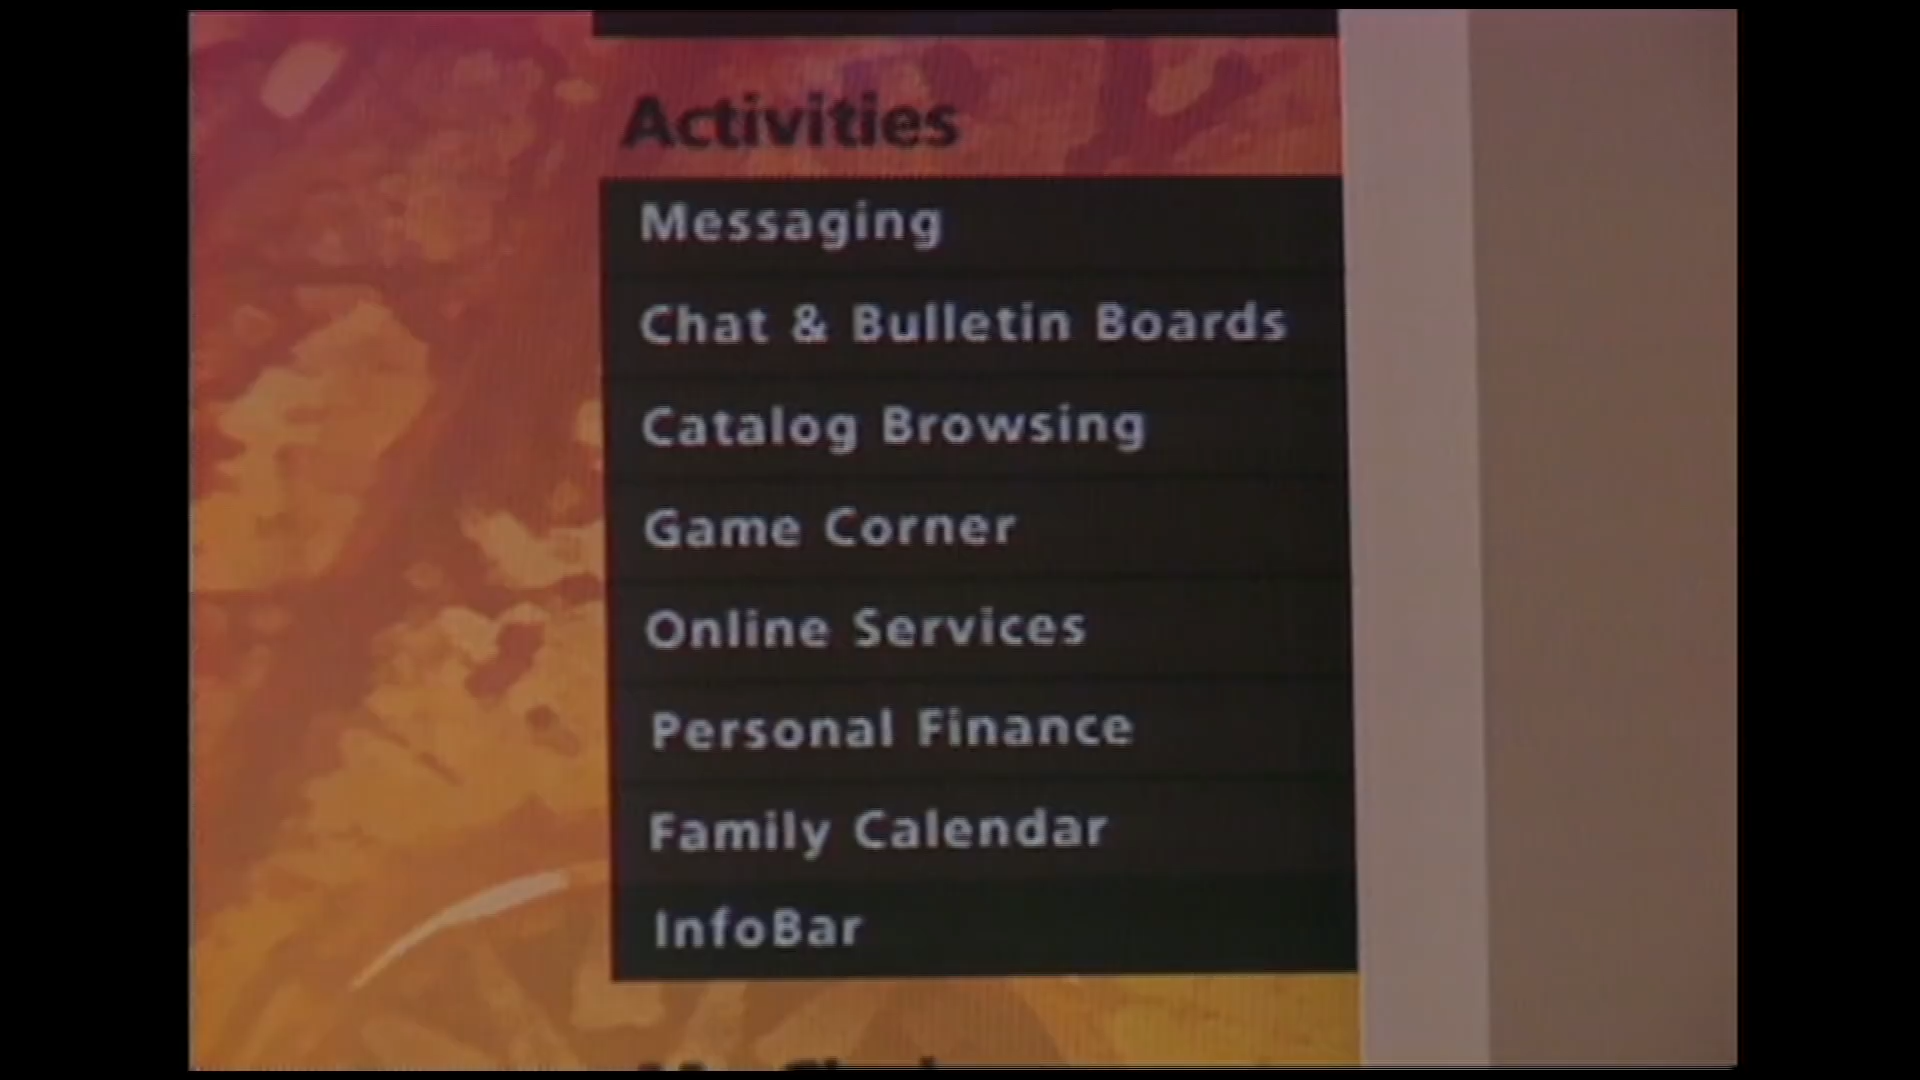 Activities
Messaging
Chat & Bulletin Boards
Catalog Browsing
Game Corner
Online Services
Personal Finance
Family Calendar
InfoBar